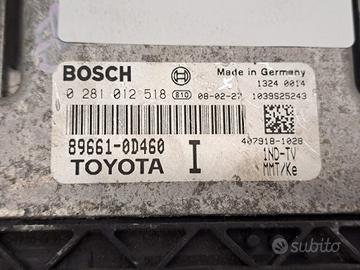 BOSCH Made in Germany
1324 0014
0 281 012 518 810 08-02-27 1039S25243
89661-0D460 407918-1028
TOYOTA I 1ND-TV
MMT/Ke
subito